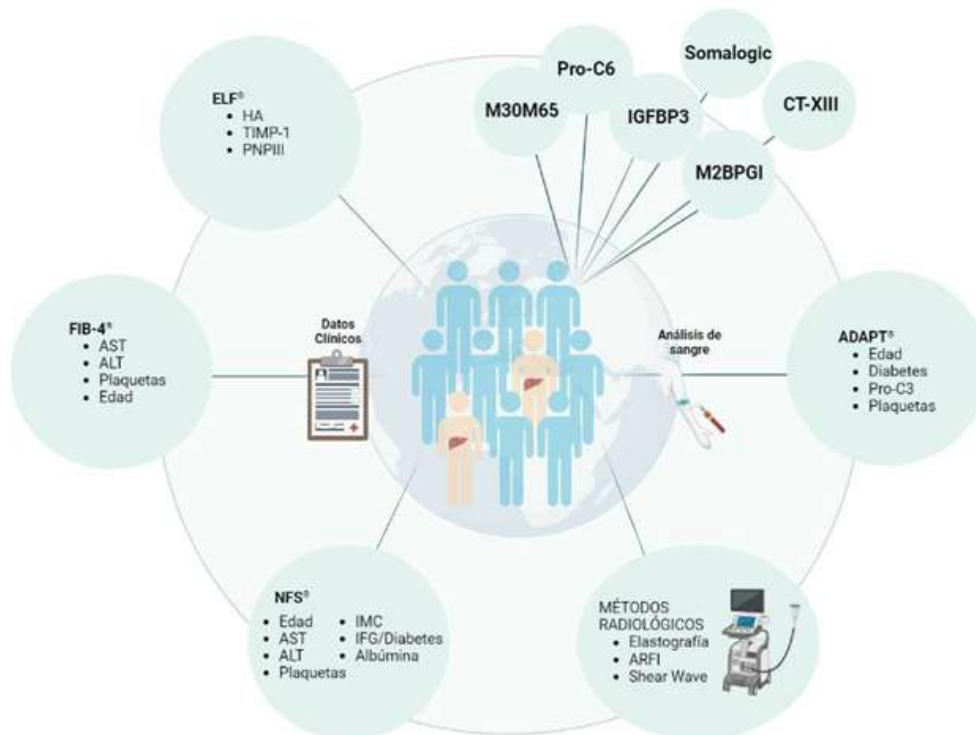 Somalogic
Pro-C6
ELF®
• HA
• TIMP-1
• PNPIII
M30M65
IGFBP3
CT-XIII
M2BPGI
FIB-4®
• AST
• ALT
• Plaquetas
• Edad
Datos
Clínicos
Análisis de
sangre
ADAPT®
• Edad
• Diabetes
• Pro-C3
• Plaquetas
NFS®
• Edad
• AST
• ALT
• Plaquetas
• IMC
• IFG/Diabetes
• Albúmina
MÉTODOS
RADIOLÓGICOS
• Elastografía
• ARFI
• Shear Wave